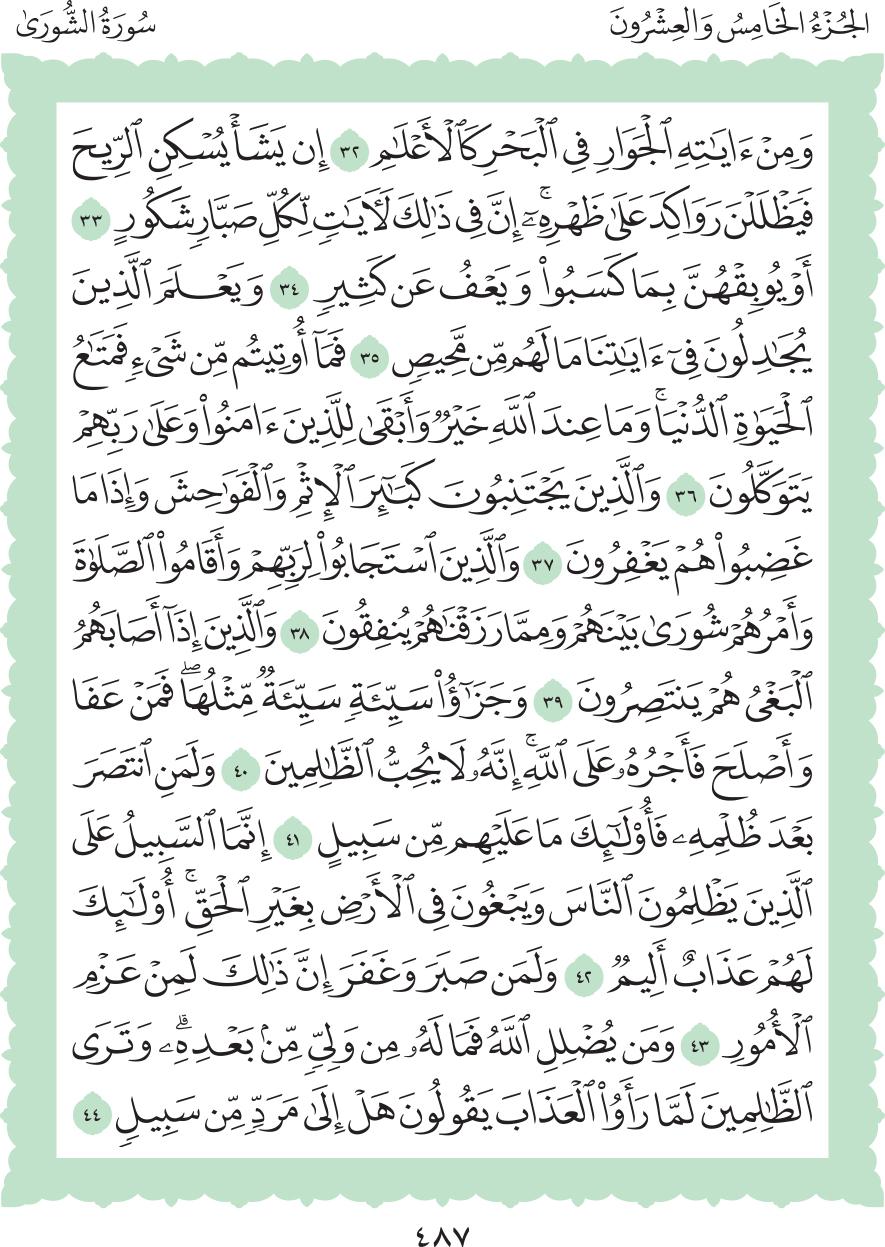 الجُزْءُ الخَامِسُ وَالعِشْرُونَ
سُورَةُ الشُّورَىٰ
وَمِنْ ءَايَٰتِهِ ٱلْجَوَارِ فِى ٱلْبَحْرِ كَٱلْأَعْلَٰمِ ٣٢ إِن يَشَأْ يُسْكِنِ ٱلرِّيحَ
فَيَظْلَلْنَ رَوَاكِدَ عَلَىٰ ظَهْرِهِۦٓ ۚ إِنَّ فِى ذَٰلِكَ لَءَايَٰتٍ لِّكُلِّ صَبَّارٍ شَكُورٍ ٣٣
أَوْ يُوبِقْهُنَّ بِمَا كَسَبُوا۟ وَيَعْفُ عَن كَثِيرٍ ٣٤ وَيَعْلَمَ ٱلَّذِينَ
يُجَٰدِلُونَ فِىٓ ءَايَٰتِنَا مَا لَهُم مِّن مَّحِيصٍ ٣٥ فَمَآ أُوتِيتُم مِّن شَىْءٍ فَمَتَٰعُ
ٱلْحَيَوٰةِ ٱلدُّنْيَا ۚ وَمَا عِندَ ٱللَّهِ خَيْرٌ وَأَبْقَىٰ لِلَّذِينَ ءَامَنُوا۟ وَعَلَىٰ رَبِّهِمْ
يَتَوَكَّلُونَ ٣٦ وَٱلَّذِينَ يَجْتَنِبُونَ كَبَٰٓئِرَ ٱلْإِثْمِ وَٱلْفَوَٰحِشَ وَإِذَا مَا
غَضِبُوا۟ هُمْ يَغْفِرُونَ ٣٧ وَٱلَّذِينَ ٱسْتَجَابُوا۟ لِرَبِّهِمْ وَأَقَامُوا۟ ٱلصَّلَوٰةَ
وَأَمْرُهُمْ شُورَىٰ بَيْنَهُمْ وَمِمَّا رَزَقْنَٰهُمْ يُنفِقُونَ ٣٨ وَٱلَّذِينَ إِذَآ أَصَابَهُمُ
ٱلْبَغْىُ هُمْ يَنتَصِرُونَ ٣٩ وَجَزَٰٓؤُا۟ سَيِّئَةٍ سَيِّئَةٌ مِّثْلُهَا ۖ فَمَنْ عَفَا
وَأَصْلَحَ فَأَجْرُهُۥ عَلَى ٱللَّهِ ۚ إِنَّهُۥ لَا يُحِبُّ ٱلظَّٰلِمِينَ ٤٠ وَلَمَنِ ٱنتَصَرَ
بَعْدَ ظُلْمِهِۦ فَأُو۟لَٰٓئِكَ مَا عَلَيْهِم مِّن سَبِيلٍ ٤١ إِنَّمَا ٱلسَّبِيلُ عَلَى
ٱلَّذِينَ يَظْلِمُونَ ٱلنَّاسَ وَيَبْغُونَ فِى ٱلْأَرْضِ بِغَيْرِ ٱلْحَقِّ ۚ أُو۟لَٰٓئِكَ
لَهُمْ عَذَابٌ أَلِيمٌ ٤٢ وَلَمَن صَبَرَ وَغَفَرَ إِنَّ ذَٰلِكَ لَمِنْ عَزْمِ
ٱلْأُمُورِ ٤٣ وَمَن يُضْلِلِ ٱللَّهُ فَمَا لَهُۥ مِن وَلِىٍّ مِّنۢ بَعْدِهِۦ ۗ وَتَرَى
ٱلظَّٰلِمِينَ لَمَّا رَأَوُا۟ ٱلْعَذَابَ يَقُولُونَ هَلْ إِلَىٰ مَرَدٍّ مِّن سَبِيلٍ ٤٤
٤٨٧